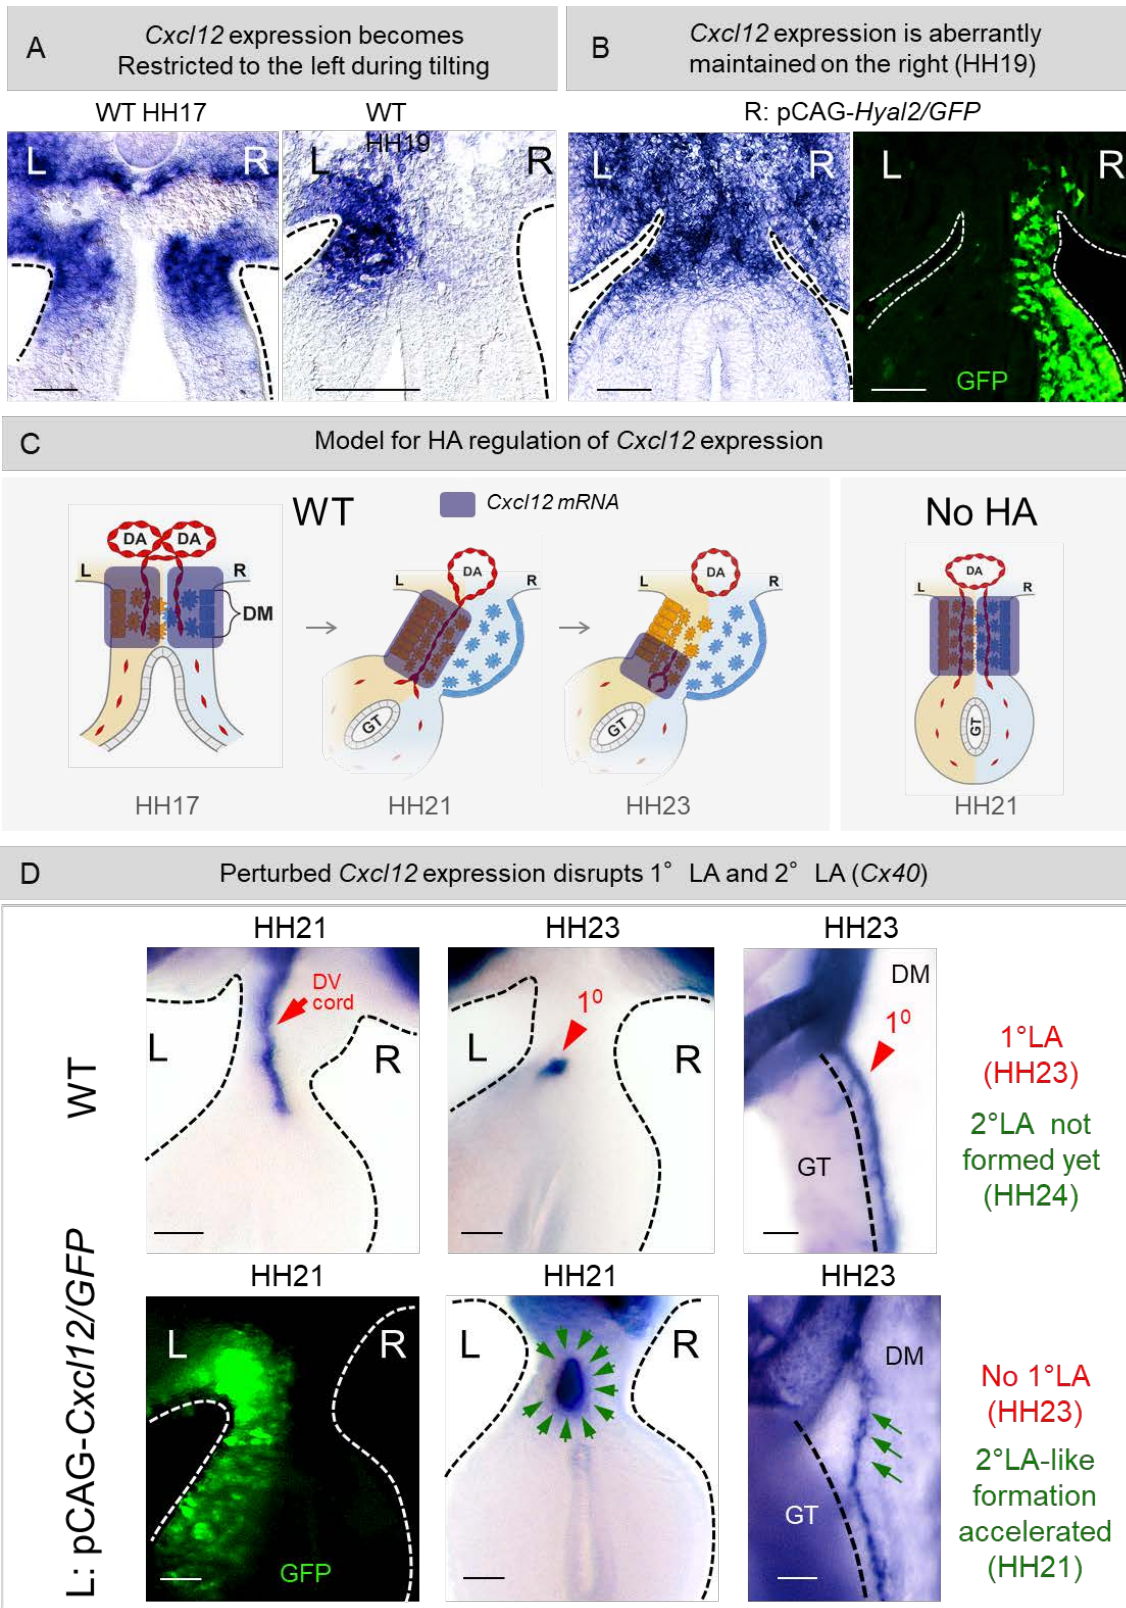 A
Cxcl12 expression becomes
Restricted to the left during tilting
B
Cxcl12 expression is aberrantly
maintained on the right (HH19)
WT HH17
WT
HH19
R: pCAG-Hyal2/GFP
L
R
L
R
L
R
L
R
GFP
C
Model for HA regulation of Cxcl12 expression
WT
Cxcl12 mRNA
No HA
DA
DA
L
R
DM
HH17
DA
L
R
GT
HH21
DA
L
R
GT
HH23
DA
L
R
GT
HH21
D
Perturbed Cxcl12 expression disrupts 1° LA and 2° LA (Cx40)
WT
HH21
HH23
HH23
DV
cord
L
R
1⁰
L
R
DM
1⁰
GT
1°LA
(HH23)
2°LA not
formed yet
(HH24)
L: pCAG-Cxcl12/GFP
HH21
HH21
HH23
L
R
GFP
L
R
DM
GT
No 1°LA
(HH23)
2°LA-like
formation
accelerated
(HH21)